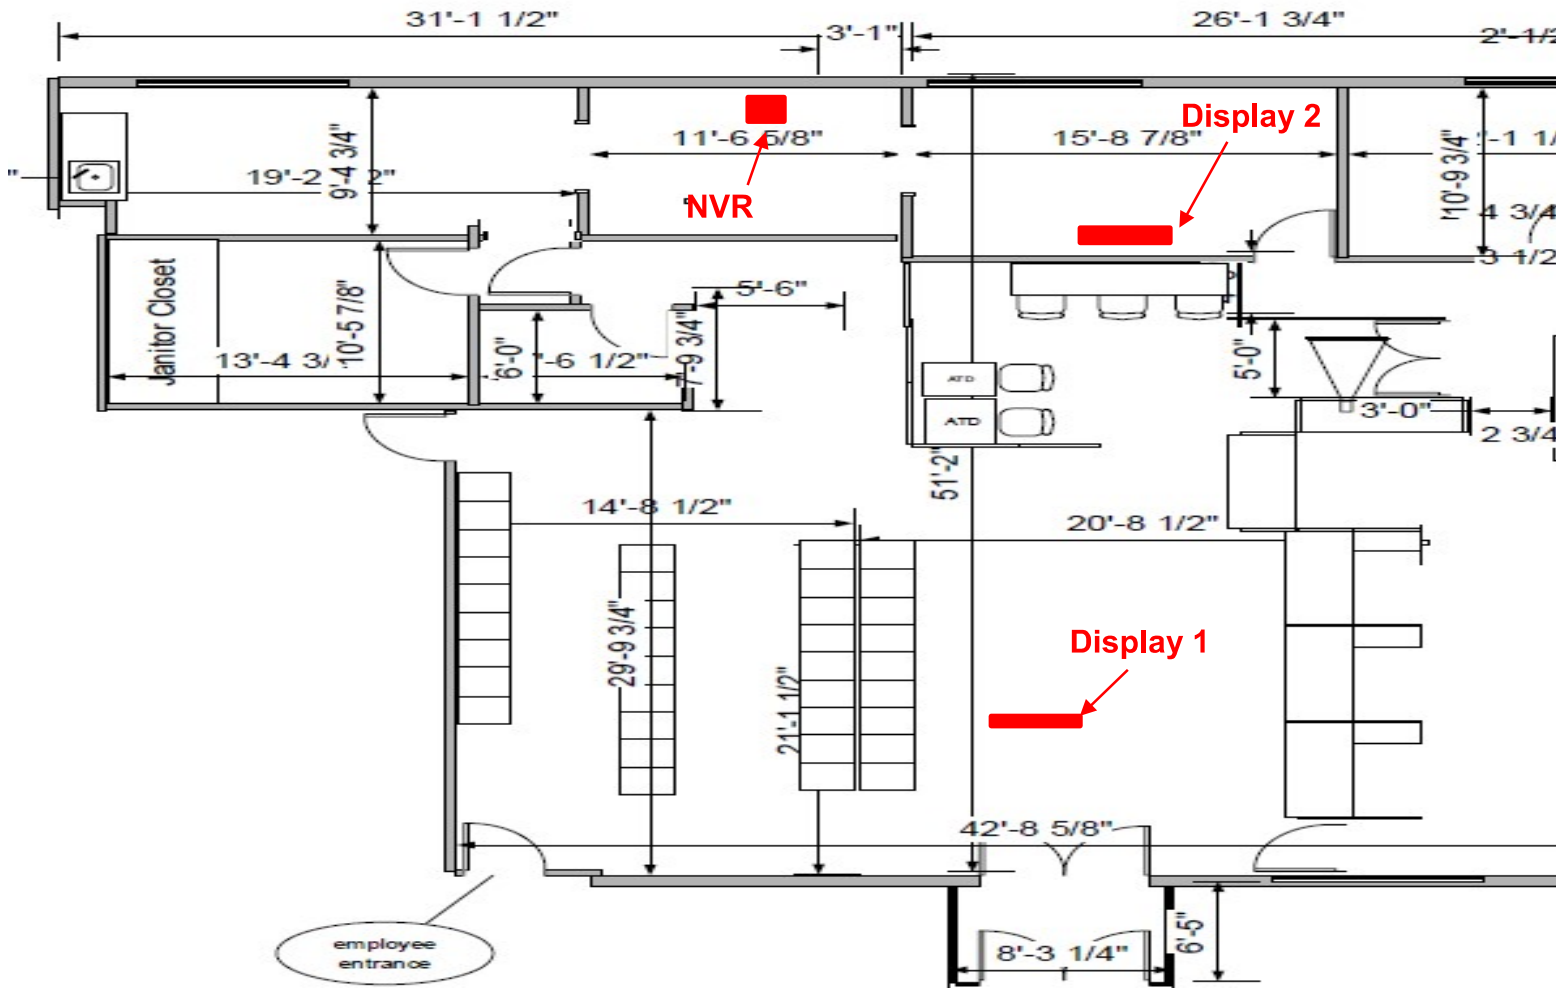 31'-1 1/2"
26'-1 3/4"
3'-1"
Display 2
11'-6 5/8"
15'-8 7/8"
9'-4 3/4"
10'-9 3/4"
NVR
3 1/2"
Janitor Closet
10'-5 7/8"
5'-6"
13'-4
6'-0"
5'-0"
ATD
3'-0"
ATD
51'-2"
14'-8 1/2"
20'-8 1/2"
29'-9 3/4"
Display 1
21'-1 1/2"
42'-8 5/8"
6'-5"
employee
entrance
8'-3 1/4"